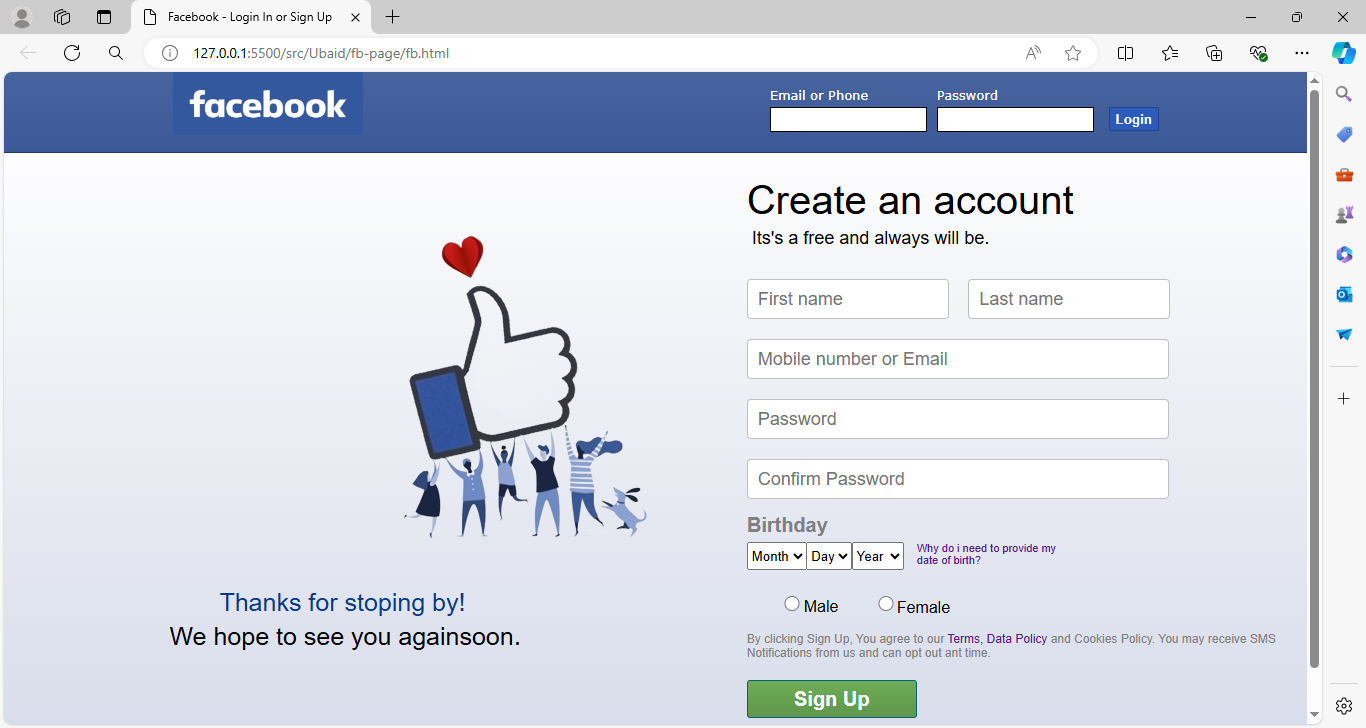 Facebook - Login In or Sign Up
127.0.0.1:5500/src/Ubaid/fb-page/fb.html
facebook
Email or Phone Password
Login
Create an account
Its's a free and always will be.
First name Last name
Mobile number or Email
Password
Confirm Password
Birthday
Month Day Year
Why do i need to provide my
date of birth?
Male Female
Thanks for stoping by!
We hope to see you againsoon.
By clicking Sign Up, You agree to our Terms, Data Policy and Cookies Policy. You may receive SMS
Notifications from us and can opt out ant time.
Sign Up